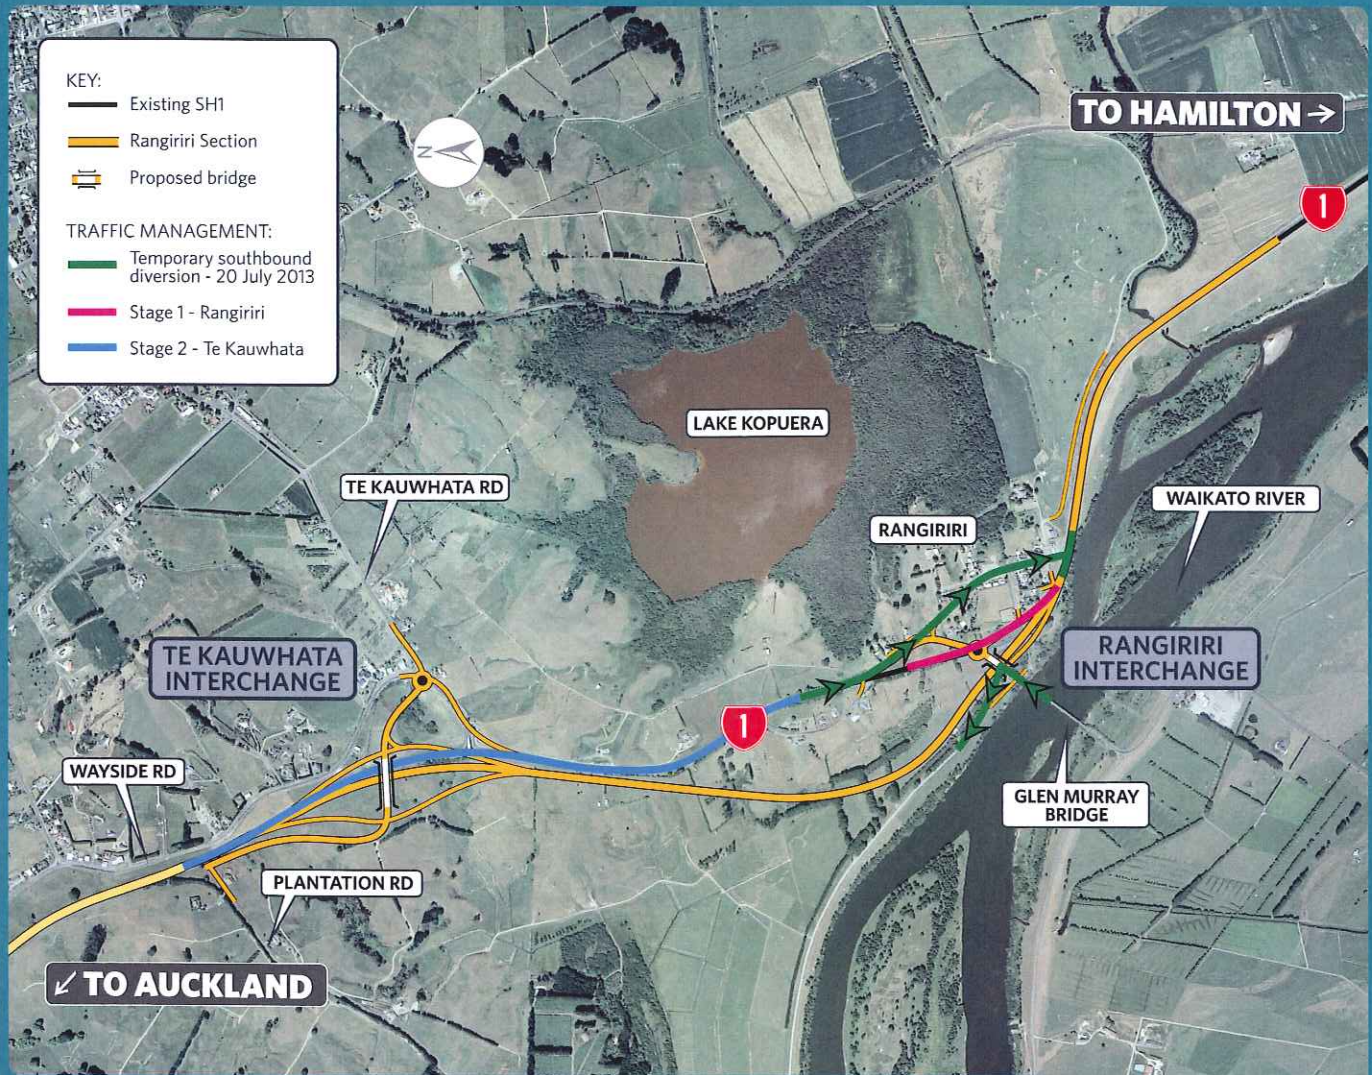 KEY:
Existing SH1
Rangiriri Section
Proposed bridge
TRAFFIC MANAGEMENT:
Temporary southbound
diversion - 20 July 2013
Stage 1 - Rangiriri
Stage 2 - Te Kauwhata
N
TO HAMILTON →
1
LAKE KOPUERA
TE KAUWHATA RD
WAIKATO RIVER
RANGIRIRI
TE KAUWHATA
INTERCHANGE
RANGIRIRI
INTERCHANGE
1
WAYSIDE RD
GLEN MURRAY
BRIDGE
PLANTATION RD
↙ TO AUCKLAND